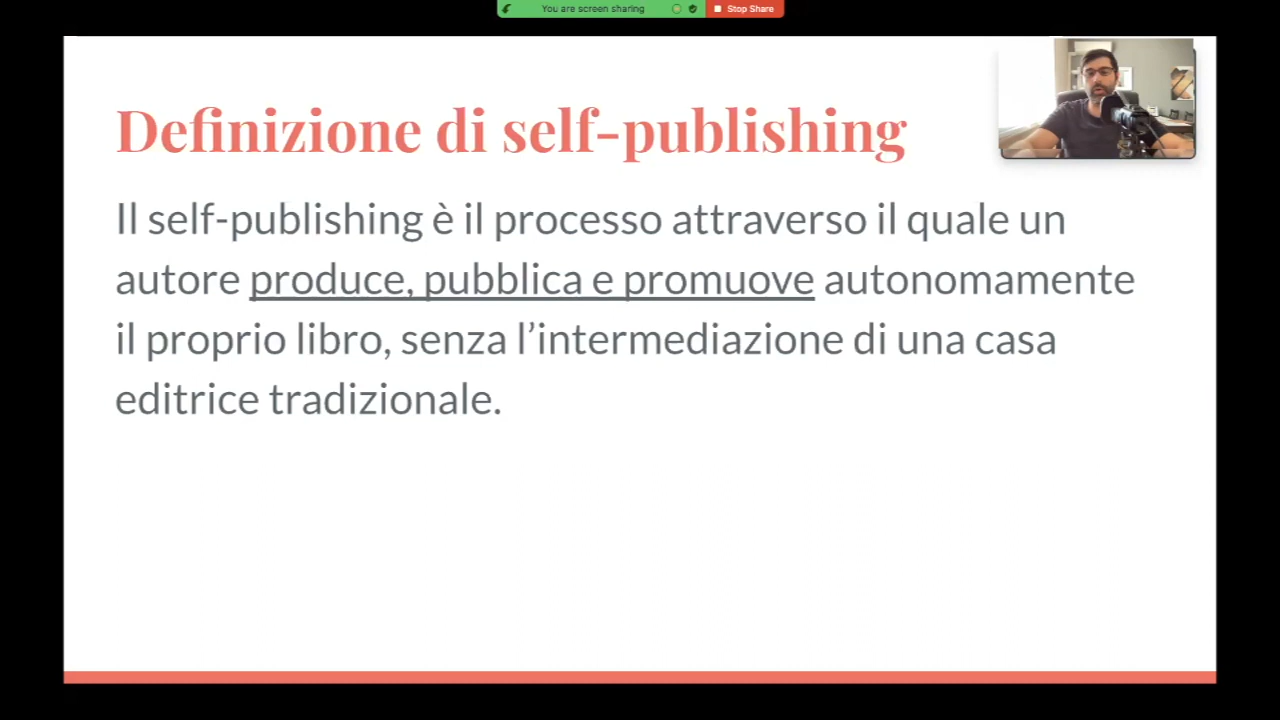 You are screen sharing
Stop Share
Definizione di self-publishing
Il self-publishing è il processo attraverso il quale un
autore produce, pubblica e promuove autonomamente
il proprio libro, senza l’intermediazione di una casa
editrice tradizionale.